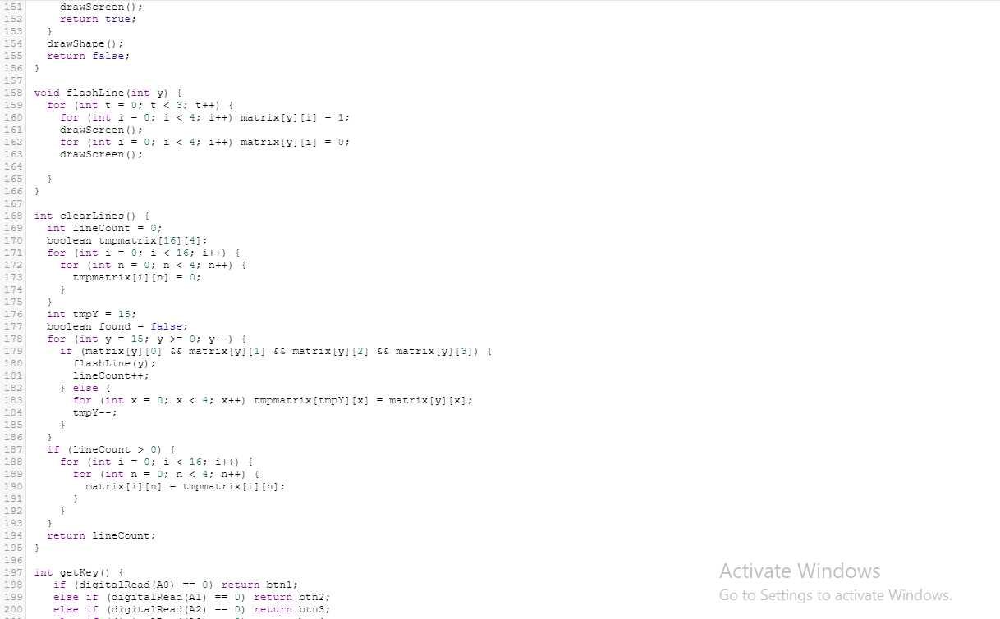 151 drawScreen();
152 return true;
153 }
154 drawShape();
155 return false;
156 }
157
158 void flashLine(int y) {
159 for (int t = 0; t < 3; t++) {
160 for (int i = 0; i < 4; i++) matrix[y][i] = 1;
161 drawScreen();
162 for (int i = 0; i < 4; i++) matrix[y][i] = 0;
163 drawScreen();
164
165 }
166 }
167
168 int clearLines() {
169 int lineCount = 0;
170 boolean tmpmatrix[16][4];
171 for (int i = 0; i < 16; i++) {
172 for (int n = 0; n < 4; n++) {
173 tmpmatrix[i][n] = 0;
174 }
175 }
176 int tmpY = 15;
177 boolean found = false;
178 for (int y = 15; y >= 0; y--) {
179 if (matrix[y][0] && matrix[y][1] && matrix[y][2] && matrix[y][3]) {
180 flashLine(y);
181 lineCount++;
182 } else {
183 for (int x = 0; x < 4; x++) tmpmatrix[tmpY][x] = matrix[y][x];
184 tmpY--;
185 }
186 }
187 if (lineCount > 0) {
188 for (int i = 0; i < 16; i++) {
189 for (int n = 0; n < 4; n++) {
190 matrix[i][n] = tmpmatrix[i][n];
191 }
192 }
193 }
194 return lineCount;
195 }
196
197 int getKey() {
198 if (digitalRead(A0) == 0) return btn1;
199 else if (digitalRead(A1) == 0) return btn2;
200 else if (digitalRead(A2) == 0) return btn3;
Activate Windows
Go to Settings to activate Windows.